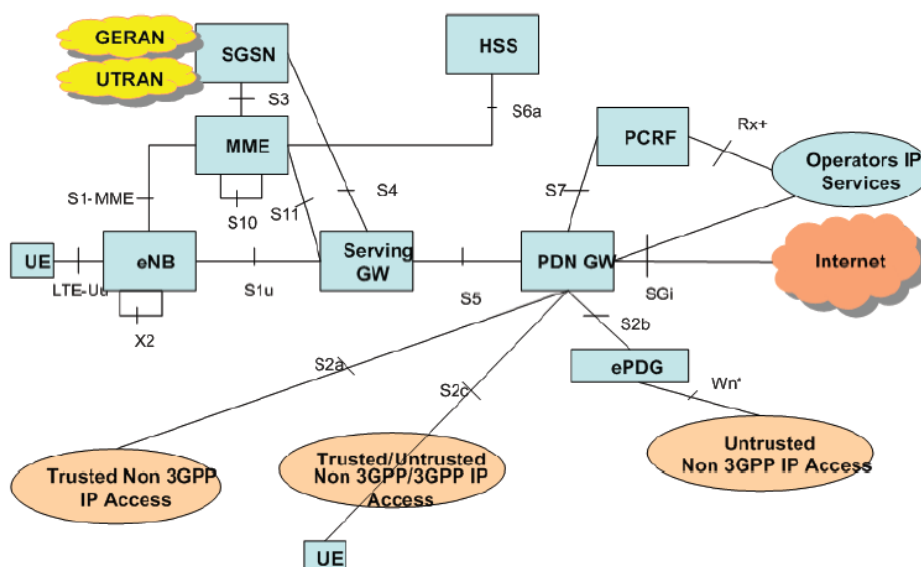 GERAN
UTRAN
SGSN
HSS
S3
S6a
MME
PCRF
Rx+
Operators IP
Services
S1-MME
S10
S11
S4
S7
UE
eNB
Serving
GW
PDN GW
Internet
LTE-Uu
S1u
S5
SGi
X2
S2b
S2a
S2c
ePDG
Wn*
Trusted Non 3GPP
IP Access
Trusted/Untrusted
Non 3GPP/3GPP IP
Access
Untrusted
Non 3GPP IP Access
UE